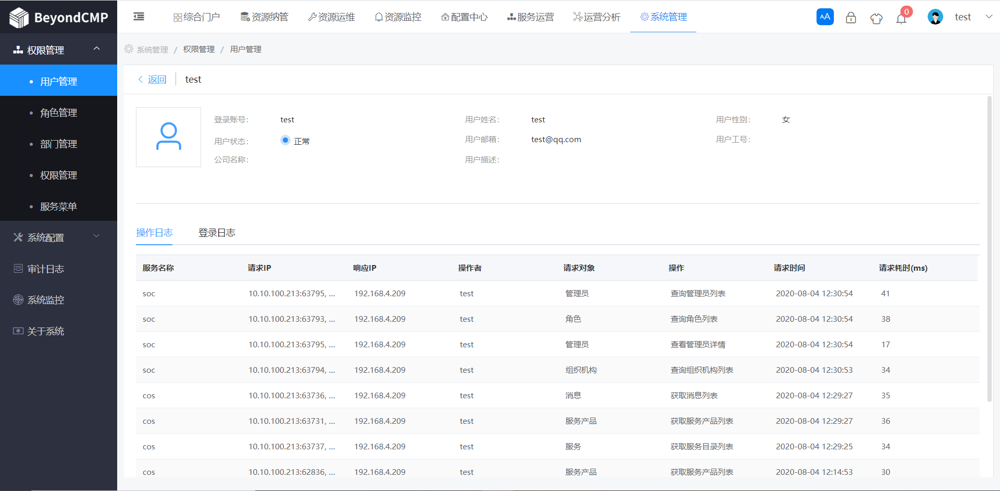 BeyondCMP
综合门户 资源纳管 资源运维 资源监控 配置中心 服务运营 运营分析 系统管理 AA 0 test
权限管理
用户管理
角色管理
部门管理
权限管理
服务菜单
系统配置
审计日志
系统监控
关于系统
系统管理 / 权限管理 / 用户管理
返回 test
登录账号: test 用户姓名: test 用户性别: 女
用户状态: 正常 用户邮箱: test@qq.com 用户工号:
公司名称: 用户描述:
操作日志 登录日志
服务名称 请求IP 响应IP 操作者 请求对象 操作 请求时间 请求耗时(ms)
soc 10.10.100.213:63795, ... 192.168.4.209 test 管理员 查询管理员列表 2020-08-04 12:30:54 41
soc 10.10.100.213:63793, ... 192.168.4.209 test 角色 查询角色列表 2020-08-04 12:30:54 38
soc 10.10.100.213:63795, ... 192.168.4.209 test 管理员 查看管理员详情 2020-08-04 12:30:54 17
soc 10.10.100.213:63794, ... 192.168.4.209 test 组织机构 查询组织机构列表 2020-08-04 12:30:53 34
cos 10.10.100.213:63736, ... 192.168.4.209 test 消息 获取消息列表 2020-08-04 12:29:27 35
cos 10.10.100.213:63731, ... 192.168.4.209 test 服务产品 获取服务产品列表 2020-08-04 12:29:27 36
cos 10.10.100.213:63737, ... 192.168.4.209 test 服务 获取服务目录列表 2020-08-04 12:29:25 34
cos 10.10.100.213:62836, ... 192.168.4.209 test 服务产品 获取服务产品列表 2020-08-04 12:14:53 30